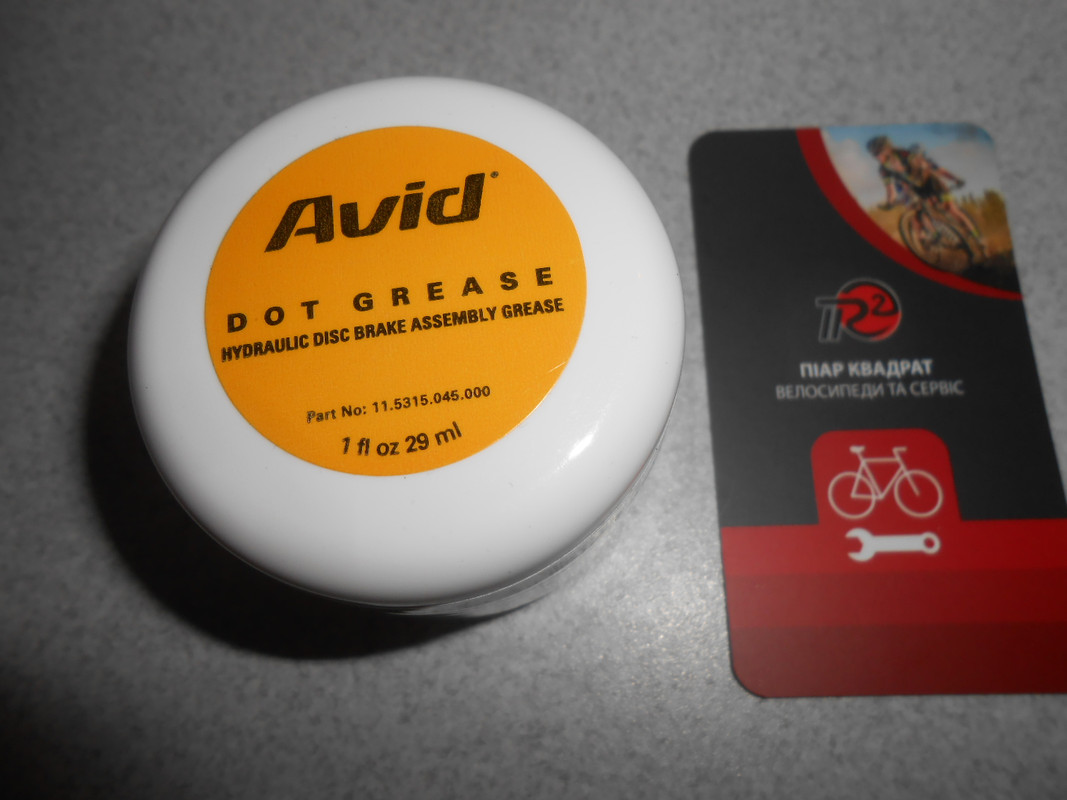 Avid®
DOT GREASE
HYDRAULIC DISC BRAKE ASSEMBLY GREASE
Part No: 11.5315.045.000
1 fl oz 29 ml
ПR²
ПІАР КВАДРАТ
ВЕЛОСИПЕДИ ТА СЕРВІС